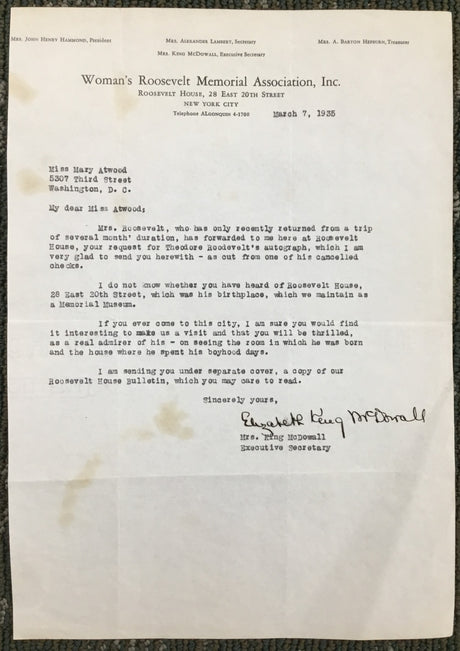 Mrs. John Henry Hammond, President
Mrs. Alexander Lambert, Secretary
Mrs. A. Barton Hepburn, Treasurer
Mrs. King McDowall, Executive Secretary
Woman's Roosevelt Memorial Association, Inc.
Roosevelt House, 28 East 20th Street
NEW YORK CITY
Telephone ALgonquin 4-1702
March 7, 1935
Miss Mary Atwood
5307 Third Street
Washington, D. C.
My dear Miss Atwood;
Mrs. Roosevelt, who has only recently returned from a trip
of several month' duration, has forwarded to me here at Roosevelt
House, your request for Theodore Roosevelt's autograph, which I am
very glad to send you herewith - as cut from one of his cancelled
checks.
I do not know whether you have heard of Roosevelt House,
28 East 20th Street, which was his birthplace, which we maintain as
a Memorial Museum.
If you ever come to this city, I am sure you would find
it interesting to make us a visit and that you will be thrilled,
as a real admirer of his - on seeing the room in which he was born
and the house where he spent his boyhood days.
I am sending you under separate cover, a copy of our
Roosevelt House Bulletin, which you may care to read.
Sincerely yours,
Elizabeth King McDowall
Mrs. King McDowall
Executive Secretary